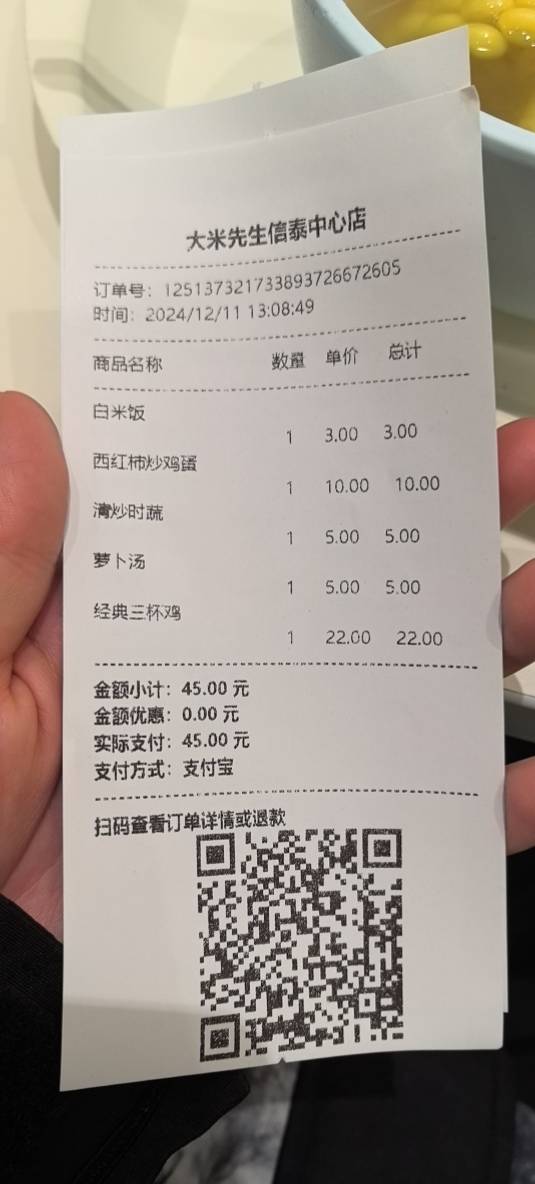 大米先生信泰中心店
订单号：125137321733893726672605
时间：2024/12/11 13:08:49
商品名称 数量 单价 总计
白米饭
1 3.00 3.00
西红柿炒鸡蛋
1 10.00 10.00
清炒时蔬
1 5.00 5.00
萝卜汤
1 5.00 5.00
经典三杯鸡
1 22.00 22.00
金额小计：45.00 元
金额优惠：0.00 元
实际支付：45.00 元
支付方式：支付宝
扫码查看订单详情或退款